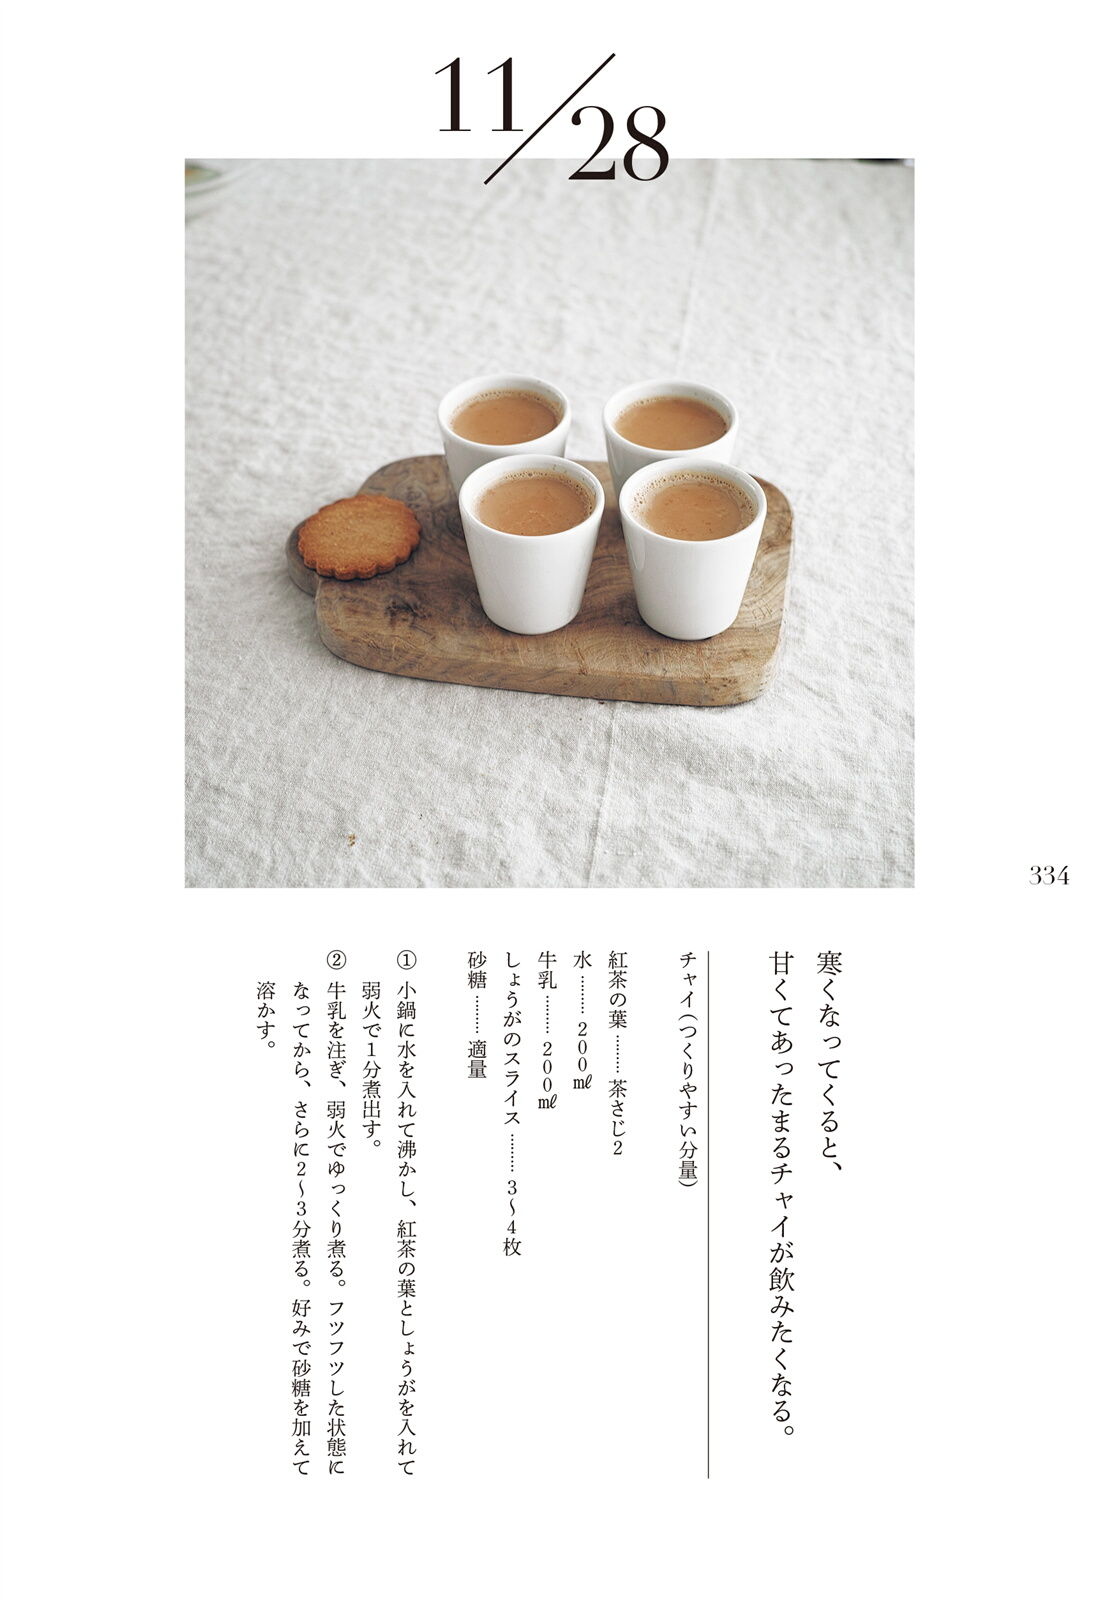 11/28
334
寒くなってくると、
甘くてあったまるチャイが飲みたくなる。
チャイ（つくりやすい分量）
紅茶の葉………茶さじ2
水………200㎖
牛乳………200㎖
しょうがのスライス………3〜4枚
砂糖………適量
① 小鍋に水を入れて沸かし、紅茶の葉としょうがを入れて
弱火で1分煮出す。
② 牛乳を注ぎ、弱火でゆっくり煮る。フツフツした状態に
なってから、さらに2〜3分煮る。好みで砂糖を加えて
溶かす。